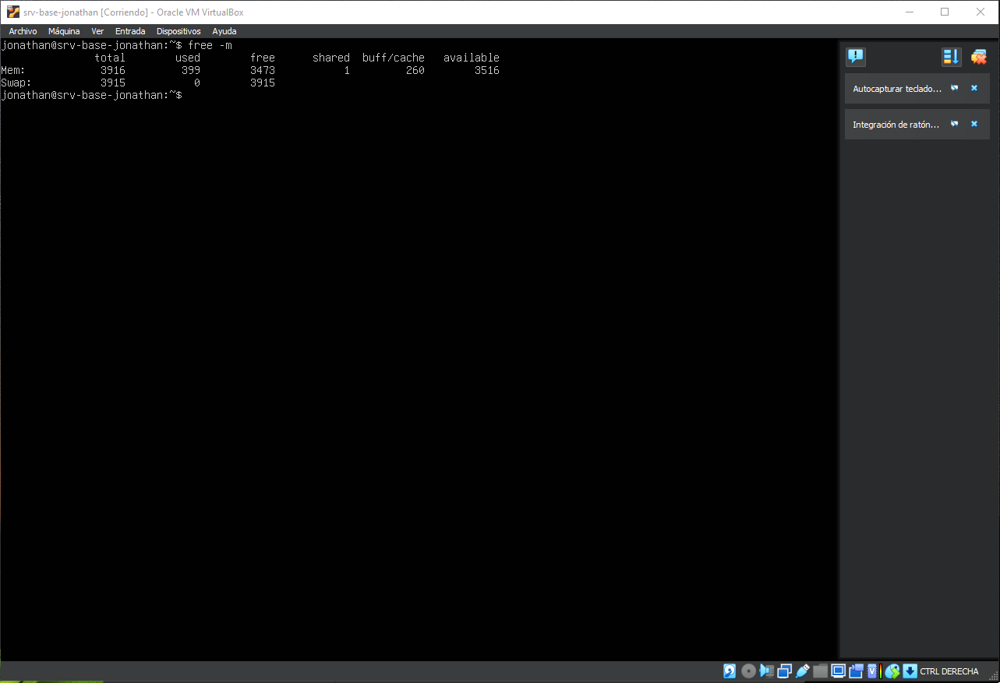 srv-base-jonathan [Corriendo] - Oracle VM VirtualBox
Archivo Máquina Ver Entrada Dispositivos Ayuda
jonathan@srv-base-jonathan:~$ free -m
total used free shared buff/cache available
Mem: 3916 399 3473 1 260 3516
Swap: 3915 0 3915
jonathan@srv-base-jonathan:~$
Autocapturar teclado...
Integración de ratón...
CTRL DERECHA